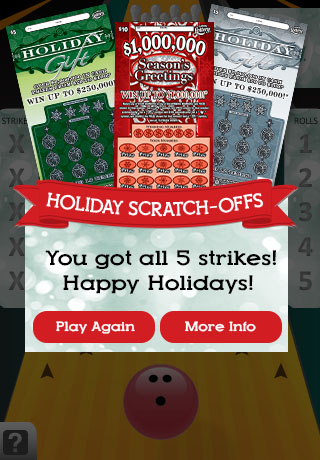 $5
HOLIDAY
Gift
WIN UP TO $250,000!*
$10
$1,000,000
Season's
Greetings
WIN UP TO $1,000,000!*
HOLIDAY
Gift
WIN UP TO $250,000!*
STRIKE
ROLLS
X 1
X 2
X 3
X 4
X 5
HOLIDAY SCRATCH-OFFS
You got all 5 strikes!
Happy Holidays!
Play Again
More Info
?